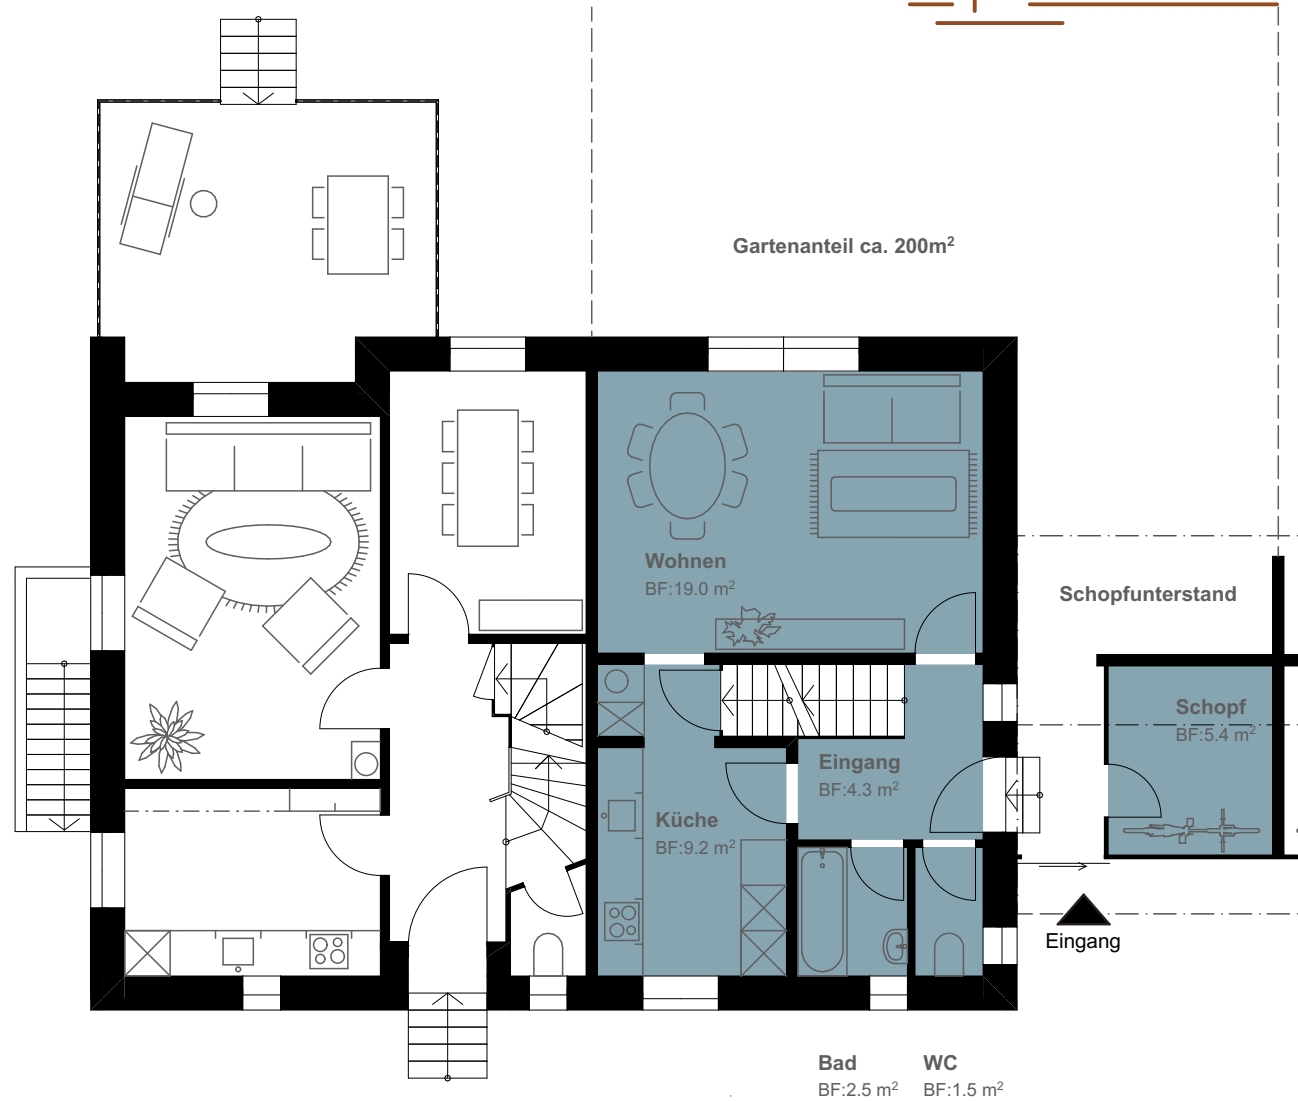 Gartenanteil ca. 200m²
Wohnen
BF:19.0 m²
Schopfunterstand
Schopf
BF:5.4 m²
Eingang
BF:4.3 m²
Küche
BF:9.2 m²
Eingang
Bad
BF:2.5 m²
WC
BF:1.5 m²